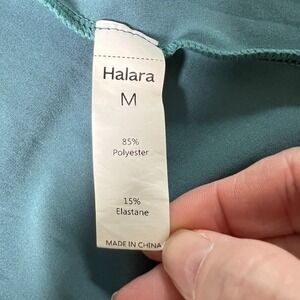 Halara
M
85%
Polyester
15%
Elastane
MADE IN CHINA